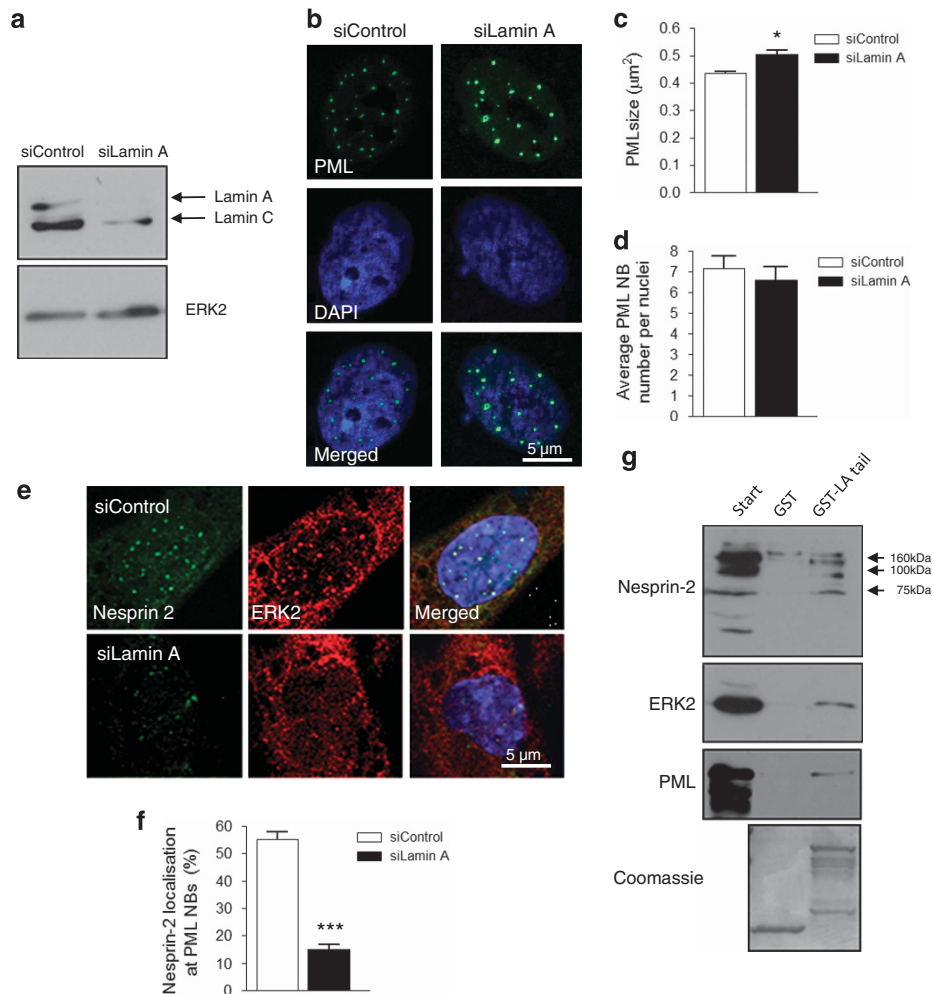 a
siControl siLamin A
Lamin A
Lamin C
ERK2
b
siControl siLamin A
PML
DAPI
Merged
5 µm
c
PMLsize (µm²)
0.6
0.5
0.4
0.3
0.2
0.1
0.0
*
siControl
siLamin A
d
Average PML NB
number per nuclei
8
7
6
5
4
3
2
1
0
siControl
siLamin A
e
siControl
Nesprin 2 ERK2 Merged
siLamin A
5 µm
f
Nesprin-2 localisation
at PML NBs (%)
60
50
40
30
20
10
0
***
siControl
siLamin A
g
Start GST GST-LA tail
Nesprin-2
160kDa
100kDa
75kDa
ERK2
PML
Coomassie